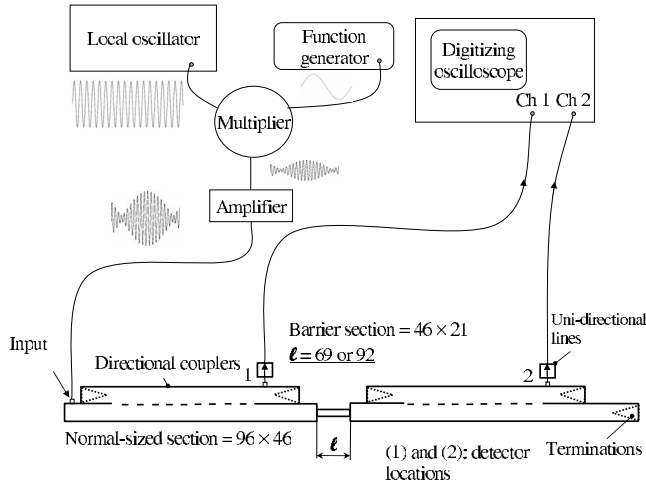 Local oscillator
Function
generator
Digitizing
oscilloscope
Ch 1 Ch 2
Multiplier
Amplifier
Barrier section = 46 × 21
ℓ = 69 or 92
Uni-directional
lines
Input
Directional couplers
1
2
Normal-sized section = 96 × 46
ℓ
(1) and (2): detector
locations
Terminations